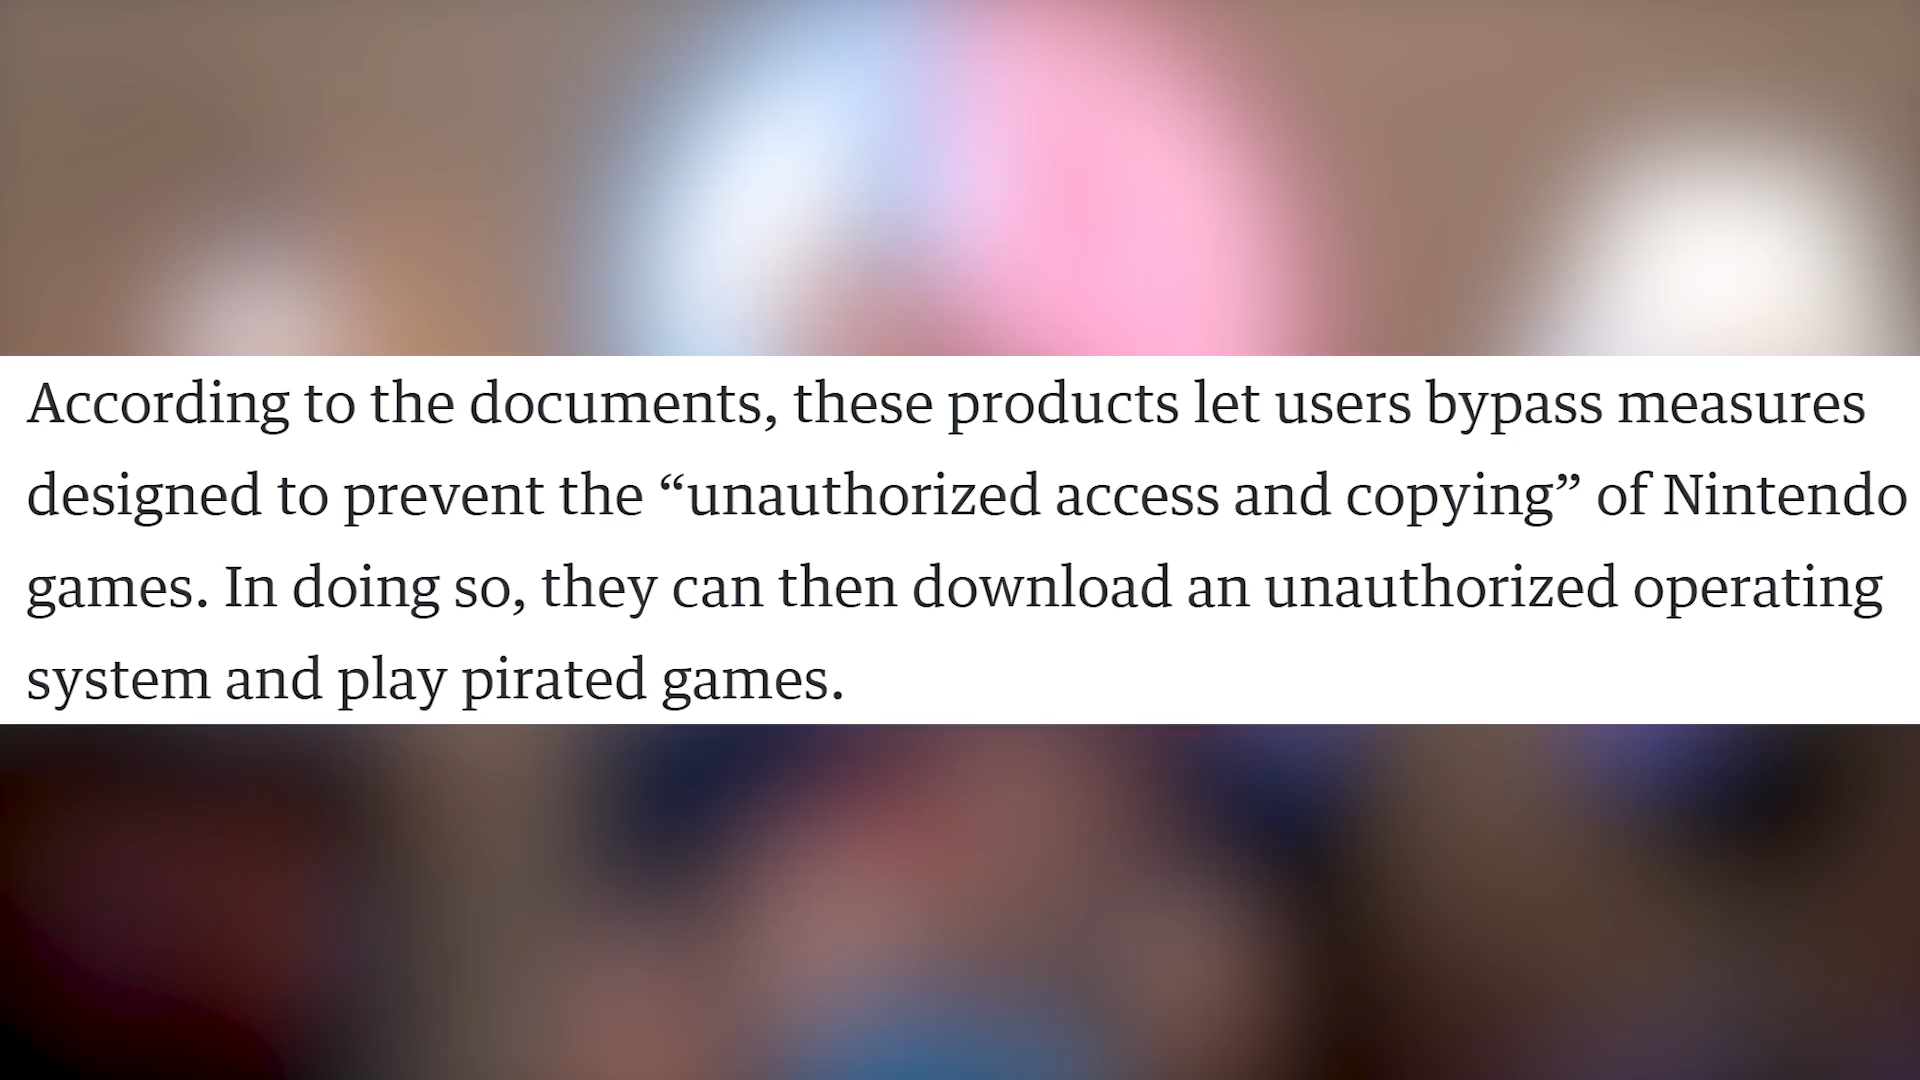 According to the documents, these products let users bypass measures
designed to prevent the “unauthorized access and copying” of Nintendo
games. In doing so, they can then download an unauthorized operating
system and play pirated games.